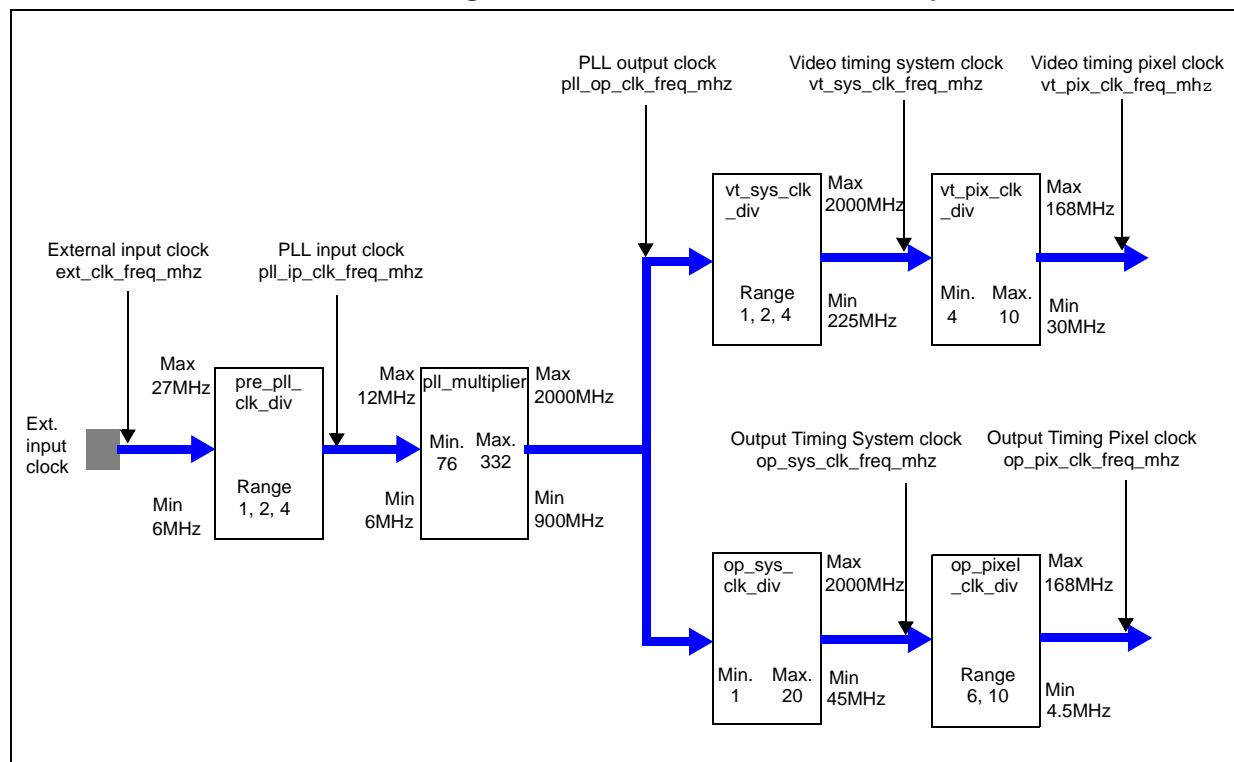 PLL output clock
pll_op_clk_freq_mhz
Video timing system clock
vt_sys_clk_freq_mhz
Video timing pixel clock
vt_pix_clk_freq_mhz
External input clock
ext_clk_freq_mhz
PLL input clock
pll_ip_clk_freq_mhz
vt_sys_clk
_div
Range
1, 2, 4
Max
2000MHz
Min
225MHz
vt_pix_clk
_div
Min. Max.
4 10
Max
168MHz
Min
30MHz
Ext.
input
clock
Max
27MHz
Min
6MHz
pre_pll_
clk_div
Range
1, 2, 4
Max
12MHz
Min
6MHz
pll_multiplier
Min. Max.
76 332
Max
2000MHz
Min
900MHz
Output Timing System clock
op_sys_clk_freq_mhz
Output Timing Pixel clock
op_pix_clk_freq_mhz
op_sys_
clk_div
Min. Max.
1 20
Max
2000MHz
Min
45MHz
op_pixel
_clk_div
Range
6, 10
Max
168MHz
Min
4.5MHz